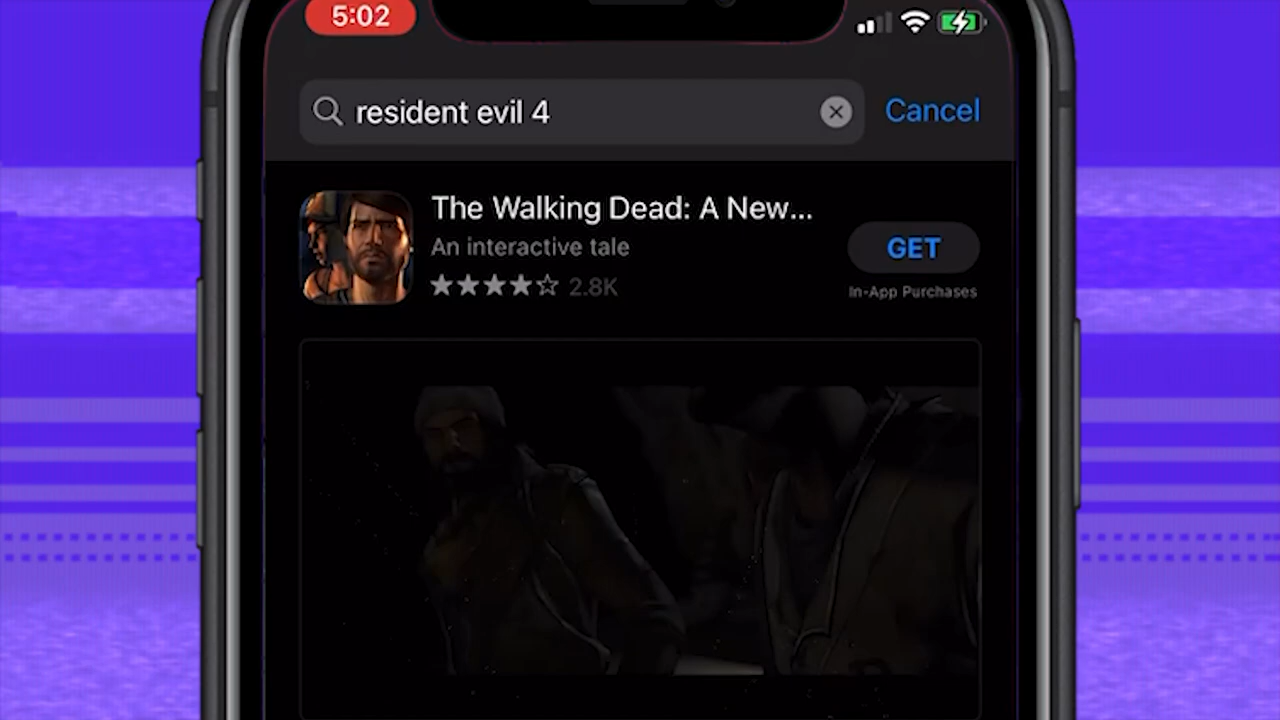 5:02
resident evil 4
Cancel
The Walking Dead: A New...
An interactive tale
2.8K
GET
In-App Purchases